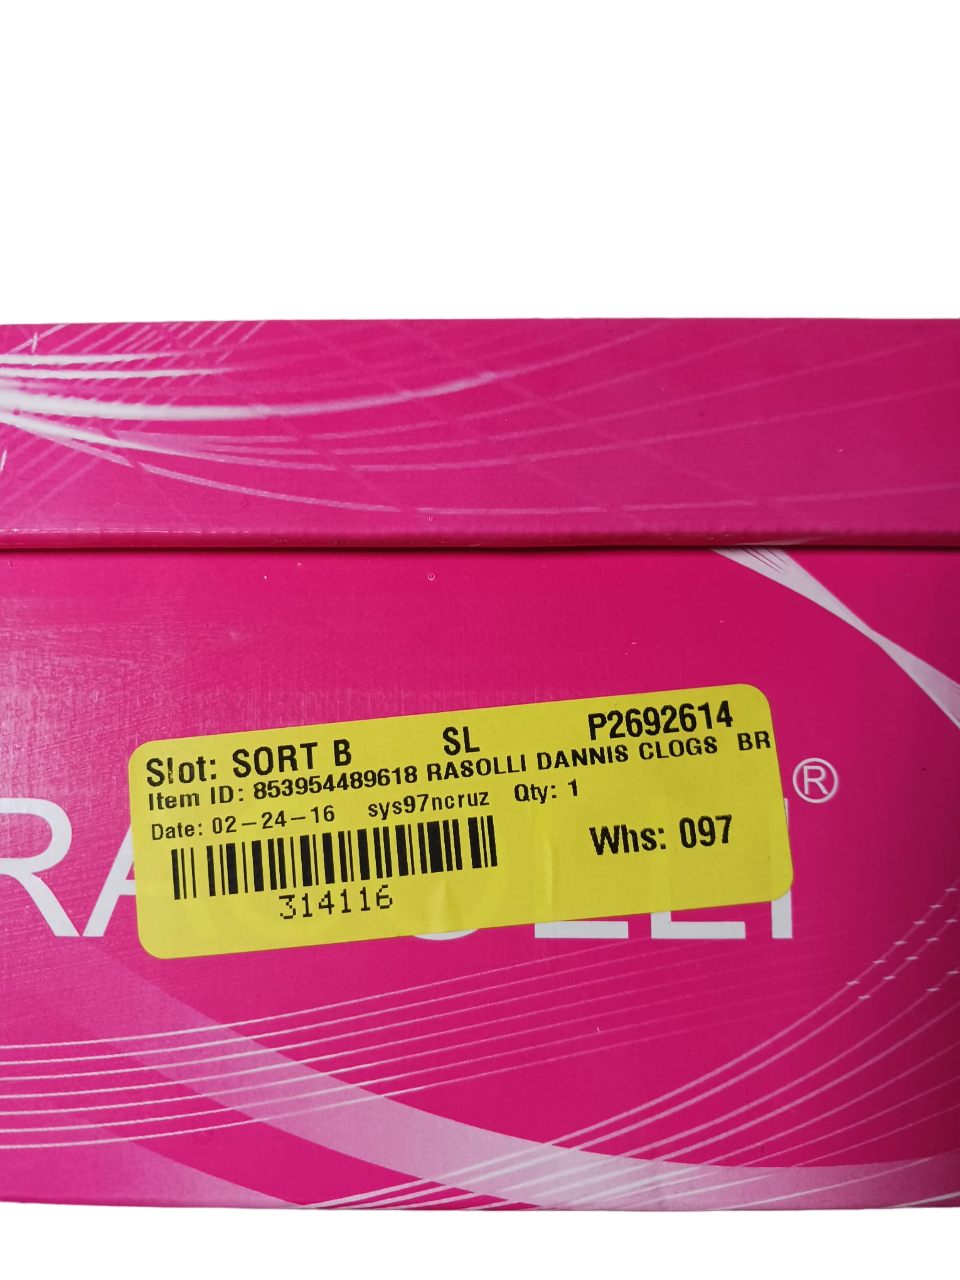 Slot: SORT B SL P2692614
Item ID: 853954489618 RASOLLI DANNIS CLOGS BR
Date: 02-24-16 sys97ncruz Qty: 1
Whs: 097
314116
®